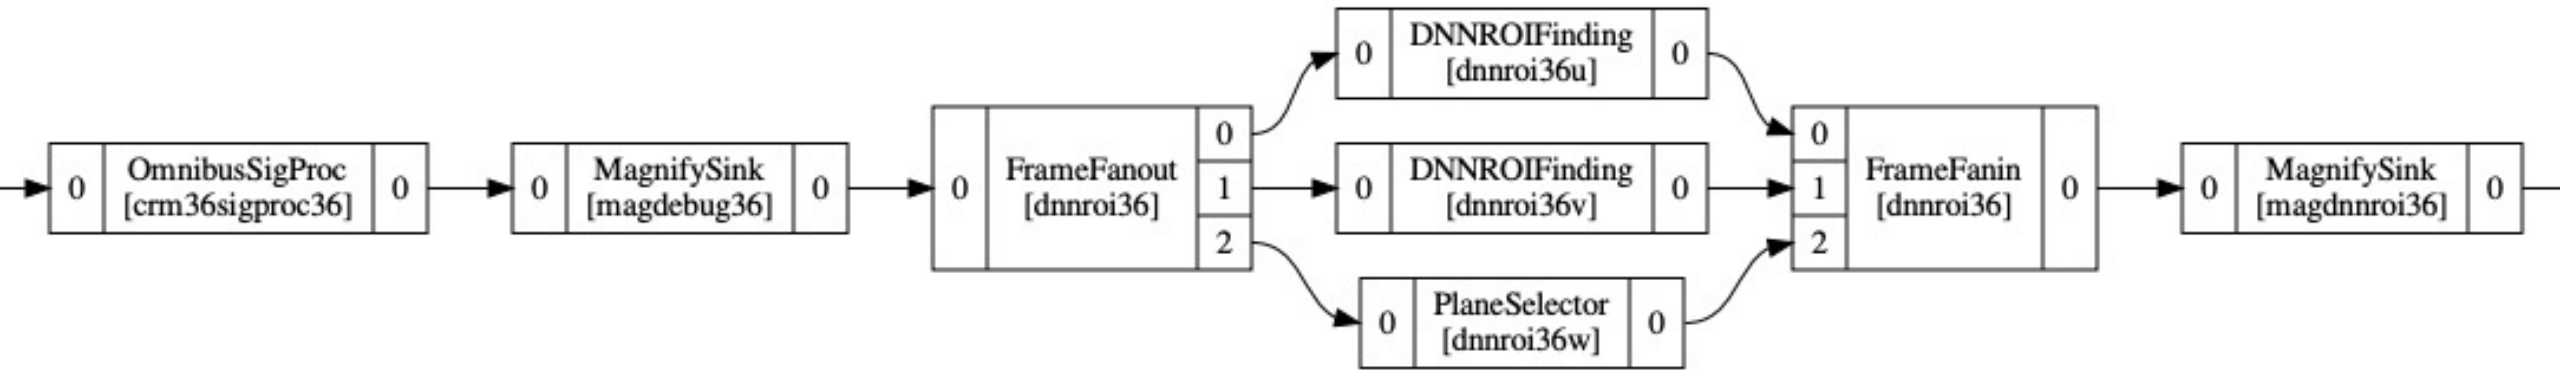 0
OmnibusSigProc
[crm36sigproc36]
0
0
MagnifySink
[magdebug36]
0
0
FrameFanout
[dnnroi36]
0
1
2
0
DNNROIFinding
[dnnroi36u]
0
0
DNNROIFinding
[dnnroi36v]
0
0
PlaneSelector
[dnnroi36w]
0
0
1
2
FrameFanin
[dnnroi36]
0
0
MagnifySink
[magdnnroi36]
0